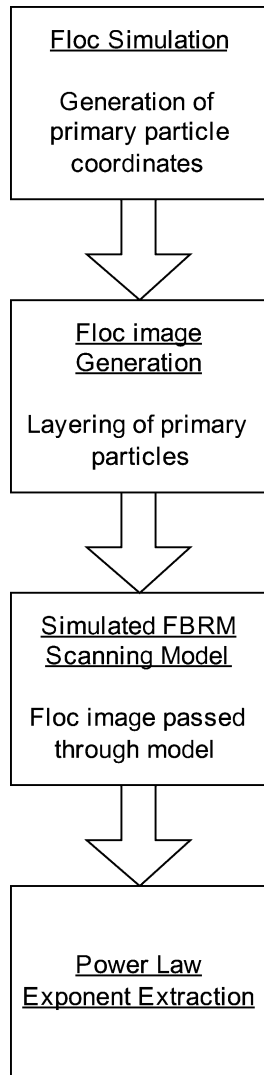 Floc Simulation
Generation of
primary particle
coordinates
Floc image
Generation
Layering of primary
particles
Simulated FBRM
Scanning Model
Floc image passed
through model
Power Law
Exponent Extraction